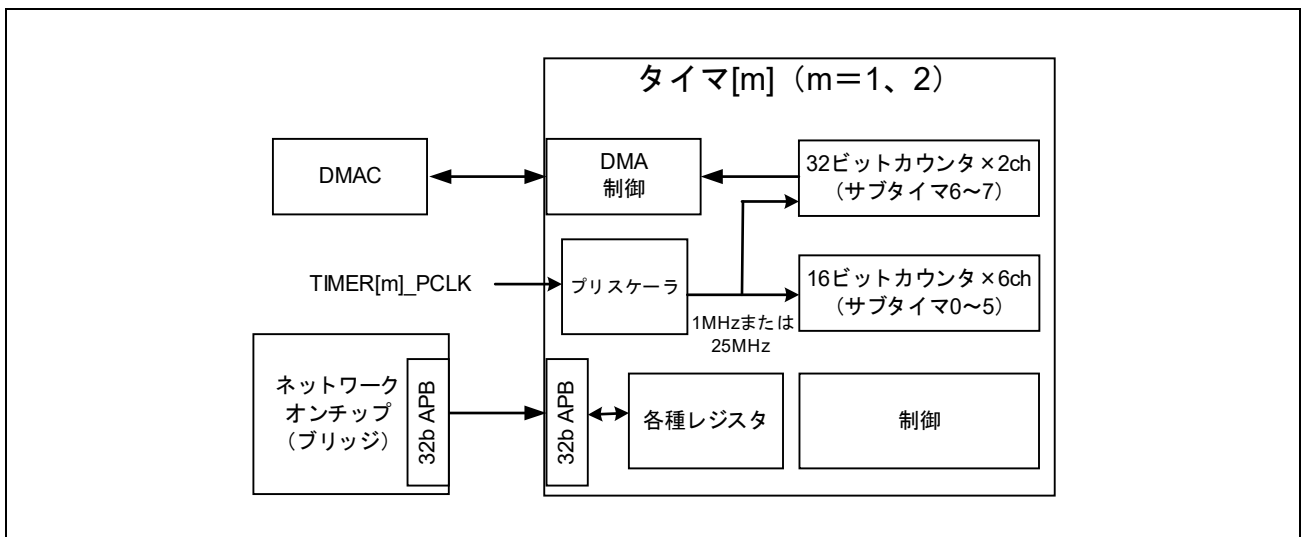 タイマ[m]（m＝1、2）
DMAC
DMA
制御
32ビットカウンタ×2ch
（サブタイマ6～7）
TIMER[m]_PCLK
プリスケーラ
1MHzまたは
25MHz
16ビットカウンタ×6ch
（サブタイマ0～5）
ネットワーク
オンチップ
（ブリッジ）
32b APB
32b APB
各種レジスタ
制御